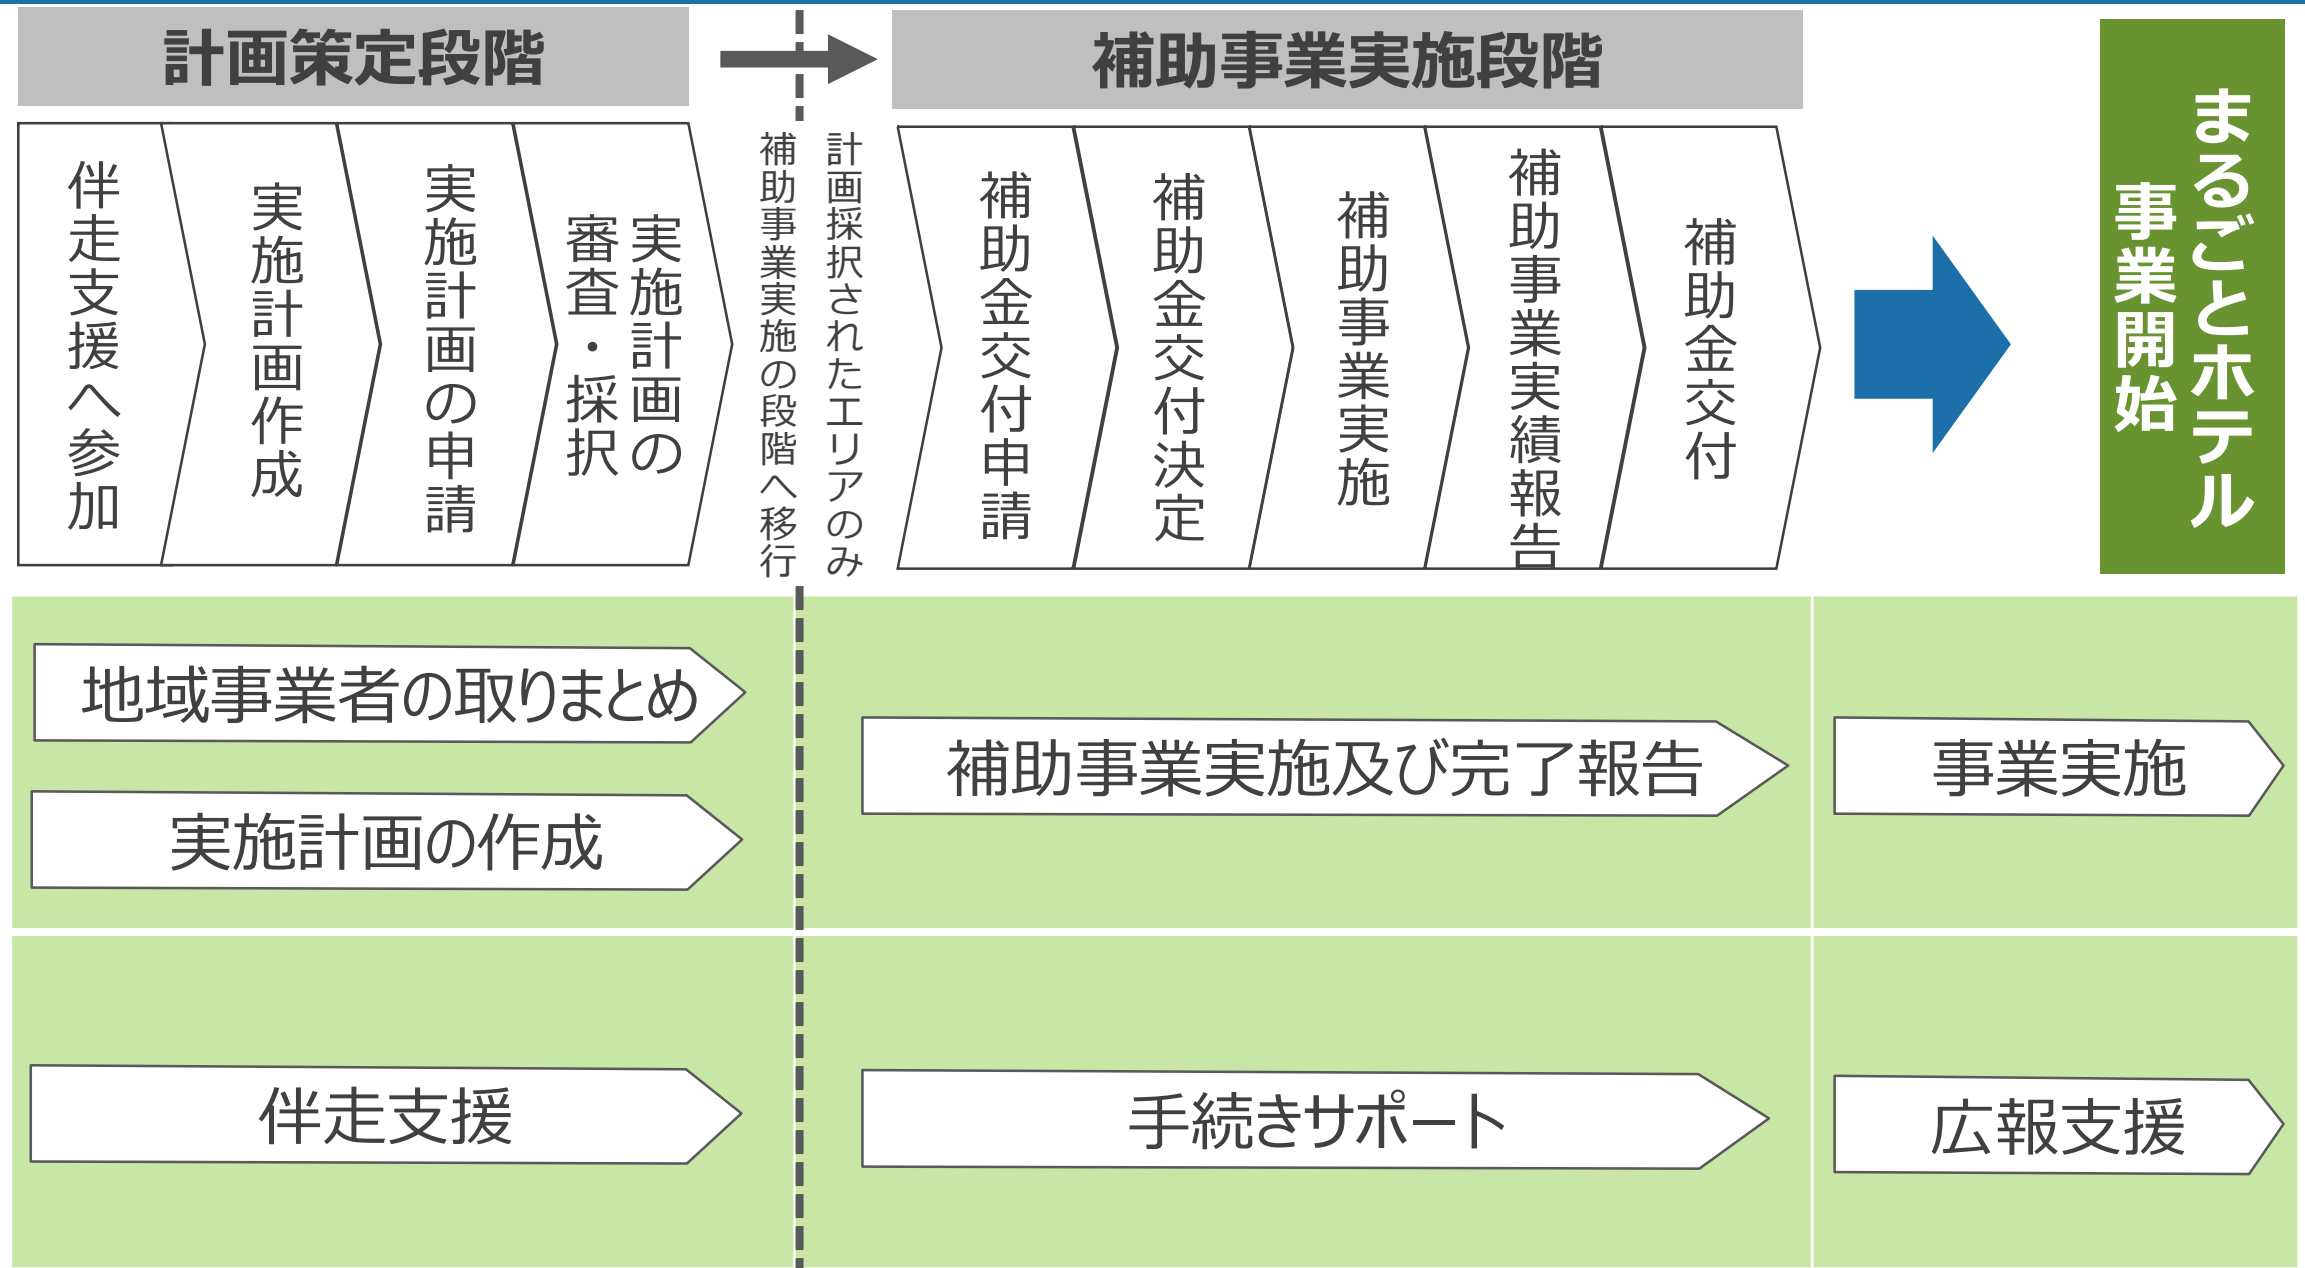 計画策定段階
補助事業実施段階
伴走支援へ参加
実施計画作成
実施計画の申請
実施計画の
審査・採択
計画採択されたエリアのみ
補助事業実施の段階へ移行
補助金交付申請
補助金交付決定
補助事業実施
補助事業実績報告
補助金交付
まるごとホテル
事業開始
地域事業者の取りまとめ
実施計画の作成
補助事業実施及び完了報告
事業実施
伴走支援
手続きサポート
広報支援